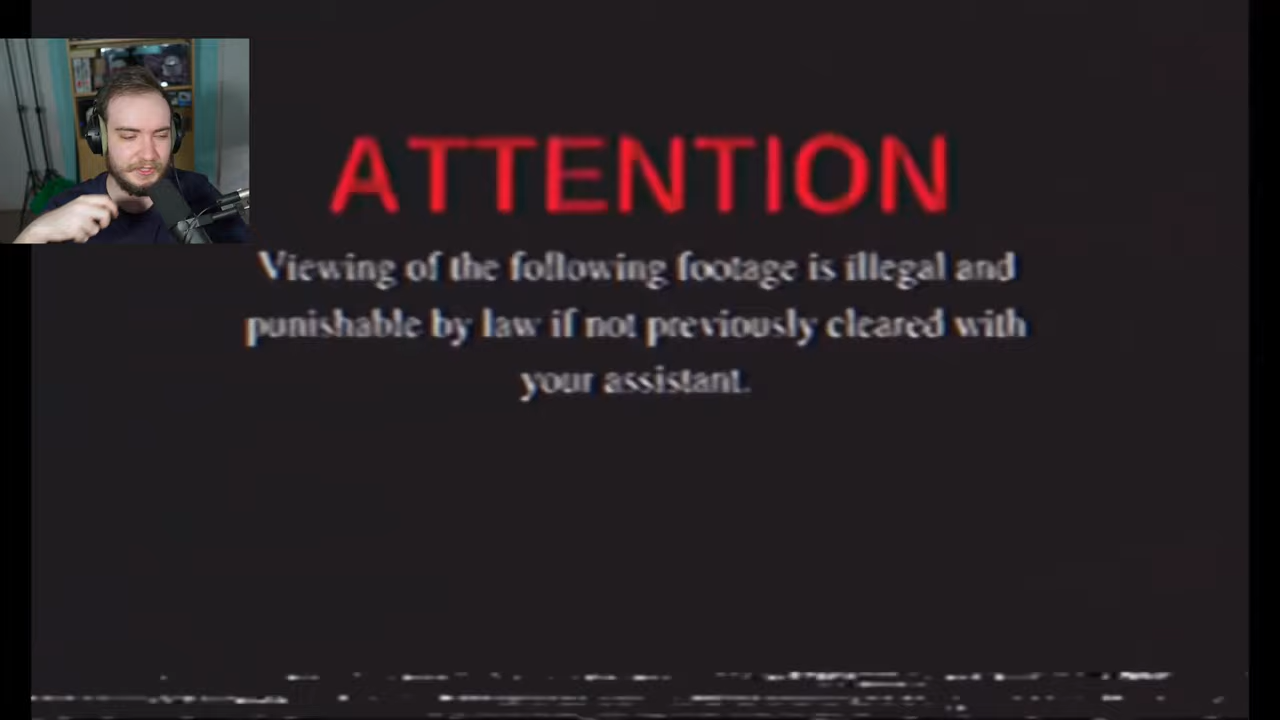 ATTENTION
Viewing of the following footage is illegal and
punishable by law if not previously cleared with
your assistant.